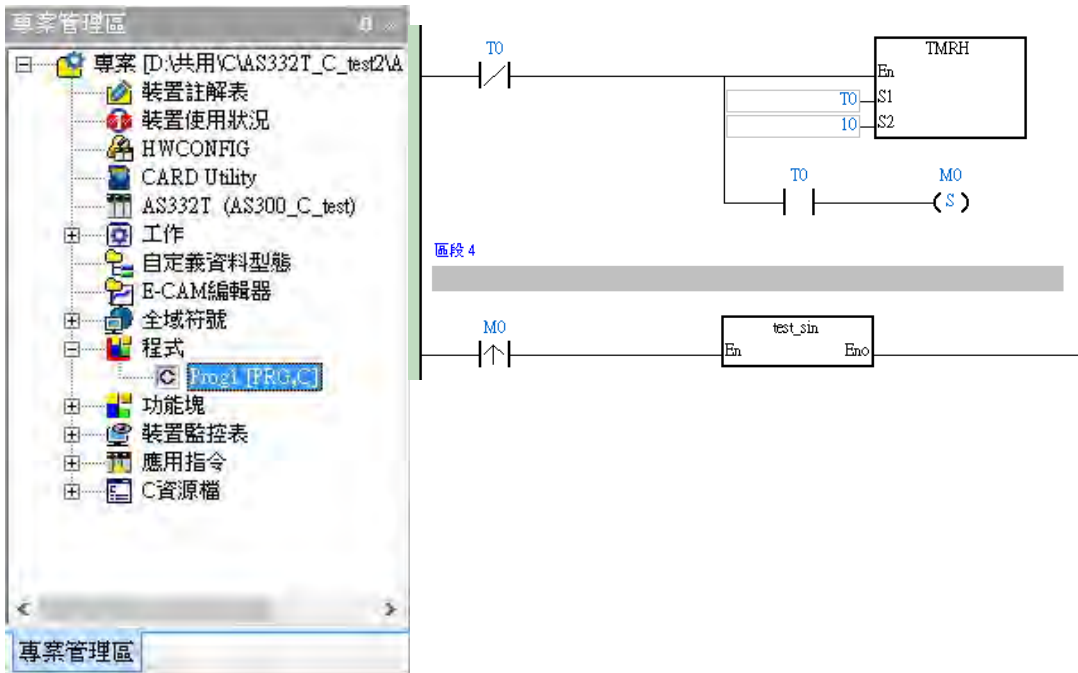 專案管理區
專案 [D:\共用\C\AS332T_C_test2\A
裝置註解表
裝置使用狀況
HWCONFIG
CARD Utility
AS332T (AS300_C_test)
工作
自定義資料型態
E-CAM編輯器
全域符號
程式
Prog1 [PRG,C]
功能塊
裝置監控表
應用指令
C資源檔
專案管理區
T0
TMRH
En
T0
S1
10
S2
T0
M0
S
區段 4
M0
test_sin
En
Eno